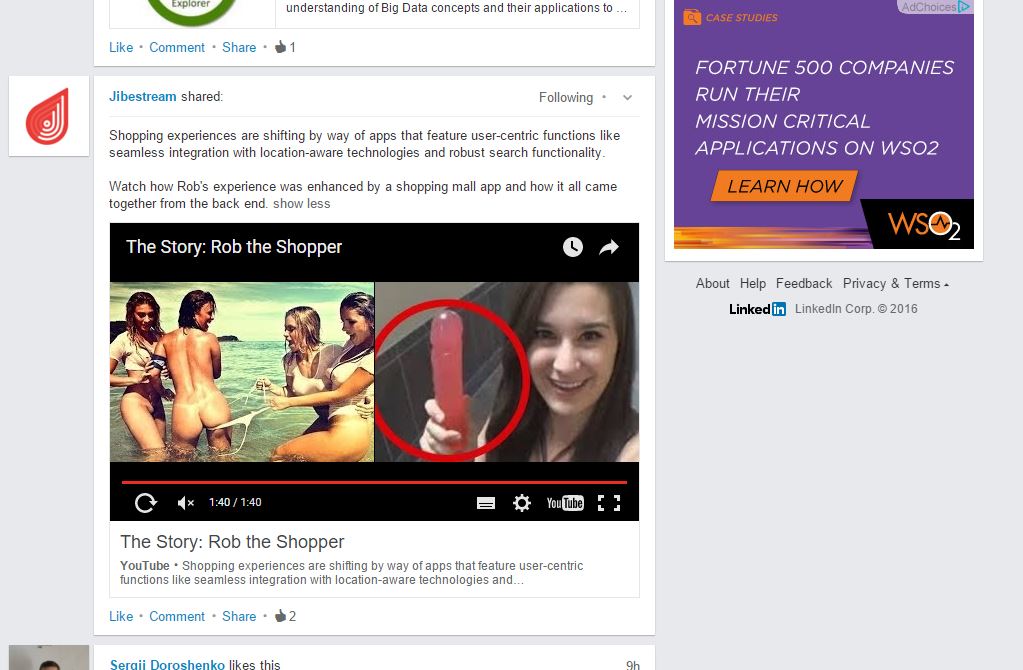 Explorer
understanding of Big Data concepts and their applications to ...
Like • Comment • Share • 1
Jibestream shared:
Following •
Shopping experiences are shifting by way of apps that feature user-centric functions like
seamless integration with location-aware technologies and robust search functionality.
Watch how Rob's experience was enhanced by a shopping mall app and how it all came
together from the back end. show less
The Story: Rob the Shopper
1:40 / 1:40
YouTube
The Story: Rob the Shopper
YouTube • Shopping experiences are shifting by way of apps that feature user-centric
functions like seamless integration with location-aware technologies and...
Like • Comment • Share • 2
Sergii Doroshenko likes this
9h
AdChoices
CASE STUDIES
FORTUNE 500 COMPANIES
RUN THEIR
MISSION CRITICAL
APPLICATIONS ON WSO2
LEARN HOW
WSO2
About Help Feedback Privacy & Terms
LinkedIn LinkedIn Corp. © 2016